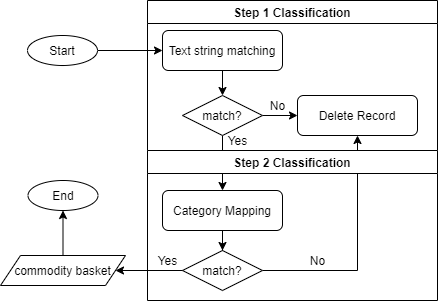 Step 1 Classification
Start
Text string matching
match?
No
Delete Record
Yes
Step 2 Classification
End
Category Mapping
commodity basket
Yes
match?
No